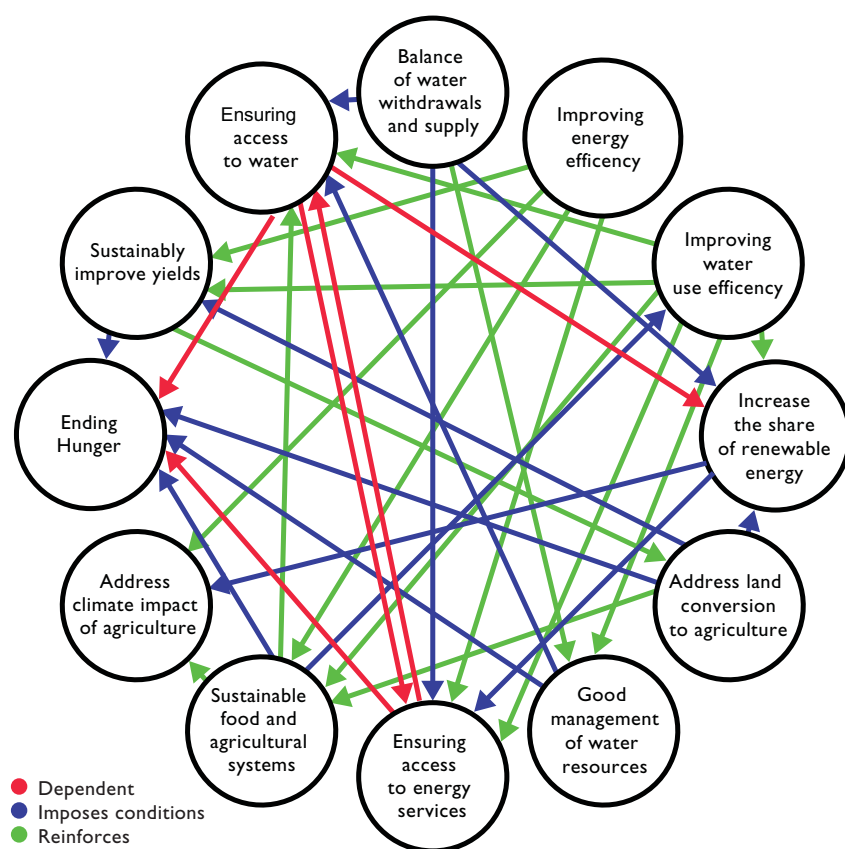 Balance
of water
withdrawals
and supply
Improving
energy
efficency
Improving
water
use efficency
Increase
the share
of renewable
energy
Address land
conversion
to agriculture
Good
management
of water
resources
Ensuring
access
to energy
services
Sustainable
food and
agricultural
systems
Address
climate impact
of agriculture
Ending
Hunger
Sustainably
improve yields
Ensuring
access
to water
Dependent
Imposes conditions
Reinforces